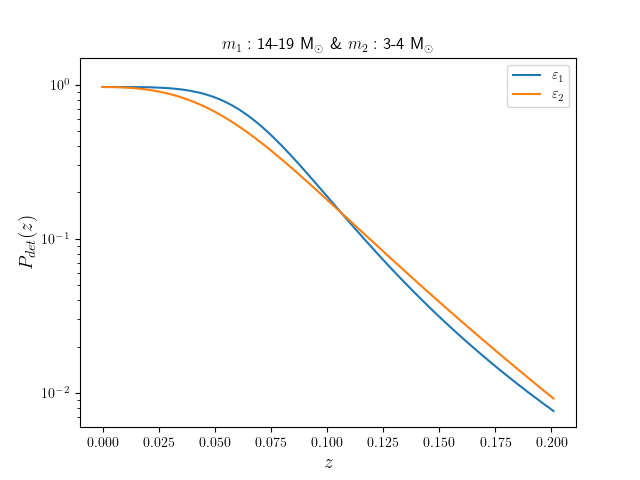 m₁ : 14-19 M☉ & m₂ : 3-4 M☉
ε₁
ε₂
10⁰
10⁻¹
10⁻²
P_det(z)
0.000 0.025 0.050 0.075 0.100 0.125 0.150 0.175 0.200
z